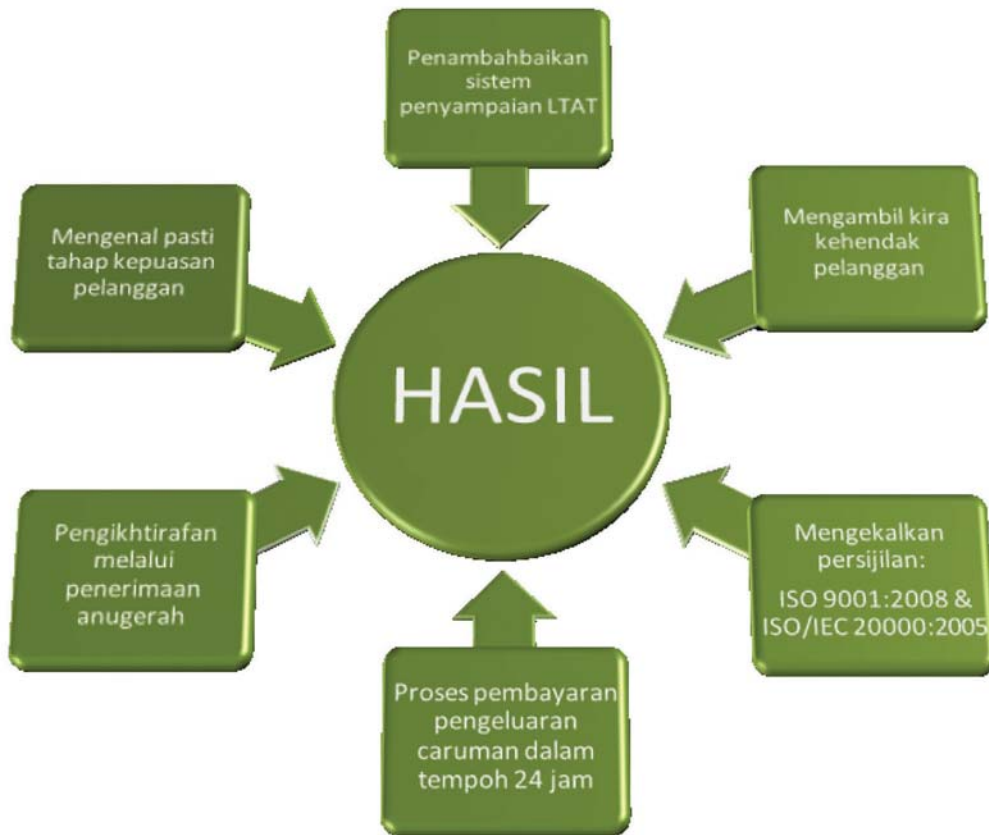 Penambahbaikan
sistem
penyampaian LTAT
Mengambil kira
kehendak
pelanggan
Mengekalkan
persijilan:
ISO 9001:2008 &
ISO/IEC 20000:2005
Proses pembayaran
pengeluaran
caruman dalam
tempoh 24 jam
Pengikhtirafan
melalui
penerimaan
anugerah
Mengenal pasti
tahap kepuasan
pelanggan
HASIL